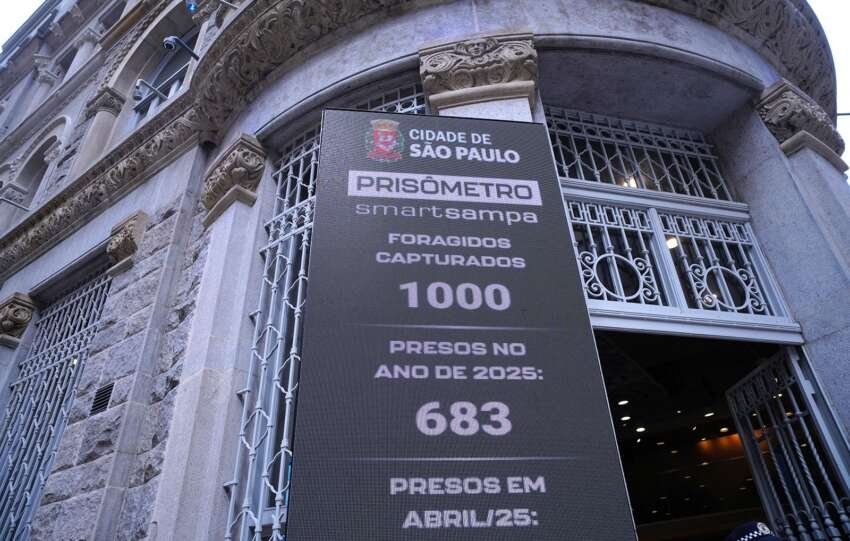 CIDADE DE
SÃO PAULO
PRISÔMETRO
smartsampa
FORAGIDOS
CAPTURADOS
1000
PRESOS NO
ANO DE 2025:
683
PRESOS EM
ABRIL/25: